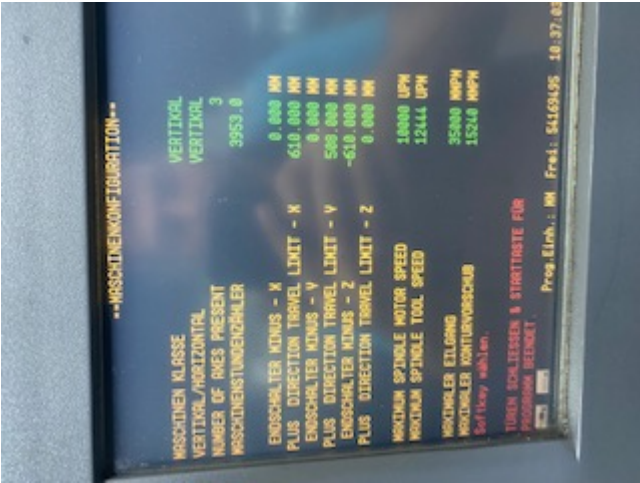 **MASCHINENKONFIGURATION**
MASCHINEN KLASSE VERTIKAL
VERTIKAL/HORIZONTAL VERTIKAL
NUMBER OF AXES PRESENT 3
MASCHINENSTUNDENZÄHLER 3953.0
ENDSCHALTER MINUS - X 0.000 MM
PLUS DIRECTION TRAVEL LIMIT - X 610.000 MM
ENDSCHALTER MINUS - Y 0.000 MM
PLUS DIRECTION TRAVEL LIMIT - Y 508.000 MM
ENDSCHALTER MINUS - Z -610.000 MM
PLUS DIRECTION TRAVEL LIMIT - Z 0.000 MM
MAXIMUM SPINDLE MOTOR SPEED 10000 UPM
MAXIMUM SPINDLE TOOL SPEED 12444 UPM
MAXIMALER EILGANG 35000 MMPM
MAXIMALER KONTURVORSCHUB 15240 MMPM
Softkey wählen.
TÜREN SCHLIESSEN & STARTTASTE FÜR
PROGRAMM BEENDET.
Prog.Einh.: MM Frei: 54169495 10:37:03